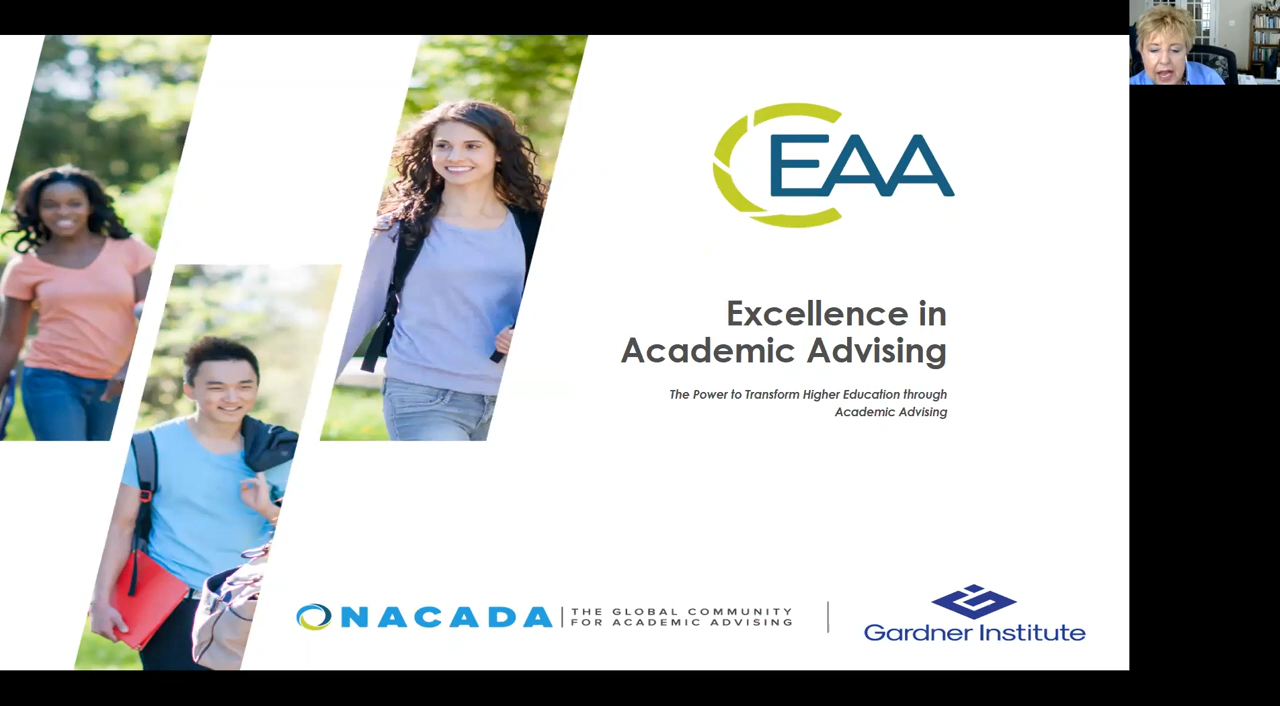 EAA
Excellence in
Academic Advising
The Power to Transform Higher Education through
Academic Advising
NACADA
THE GLOBAL COMMUNITY
FOR ACADEMIC ADVISING
Gardner Institute